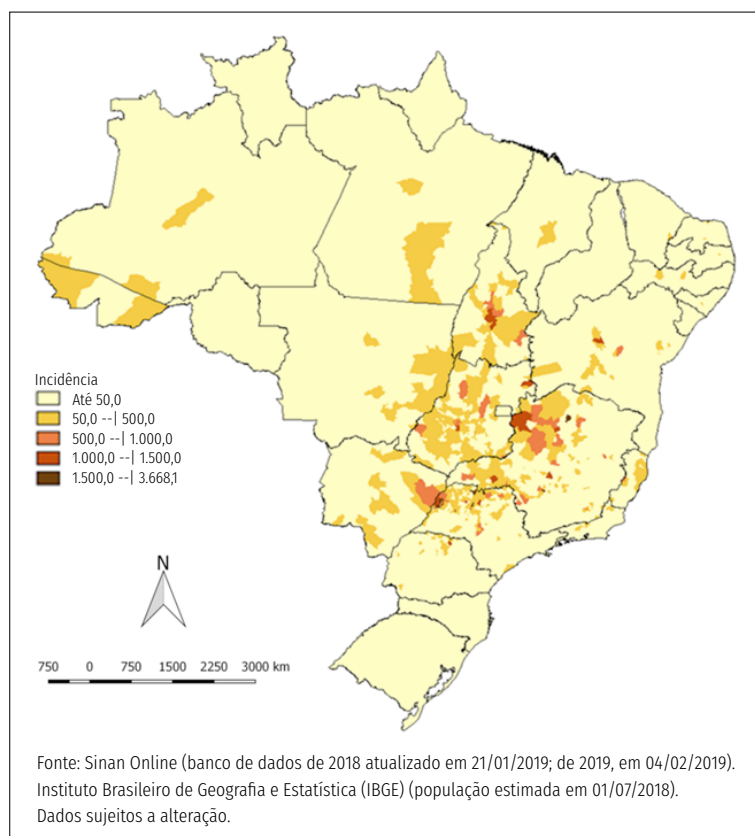 Incidência
Até 50,0
50,0 --| 500,0
500,0 --| 1.000,0
1.000,0 --| 1.500,0
1.500,0 --| 3.668,1
N
750 0 750 1500 2250 3000 km
Fonte: Sinan Online (banco de dados de 2018 atualizado em 21/01/2019; de 2019, em 04/02/2019).
Instituto Brasileiro de Geografia e Estatística (IBGE) (população estimada em 01/07/2018).
Dados sujeitos a alteração.